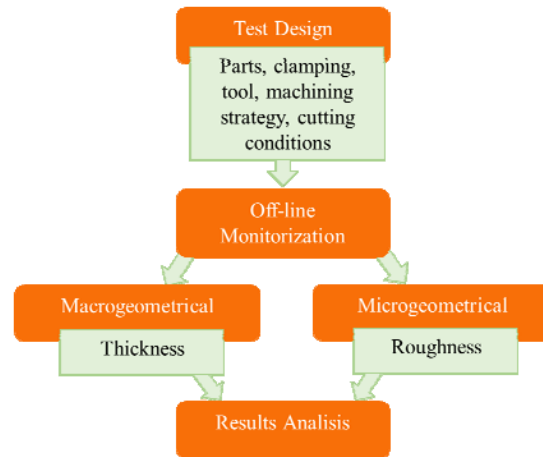 Test Design
Parts, clamping,
tool, machining
strategy, cutting
conditions
Off-line
Monitorization
Macrogeometrical
Thickness
Microgeometrical
Roughness
Results Analisis